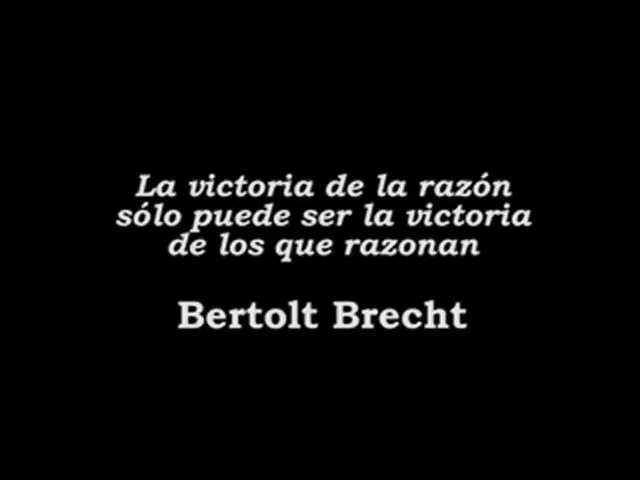 La victoria de la razón
sólo puede ser la victoria
de los que razonan
Bertolt Brecht